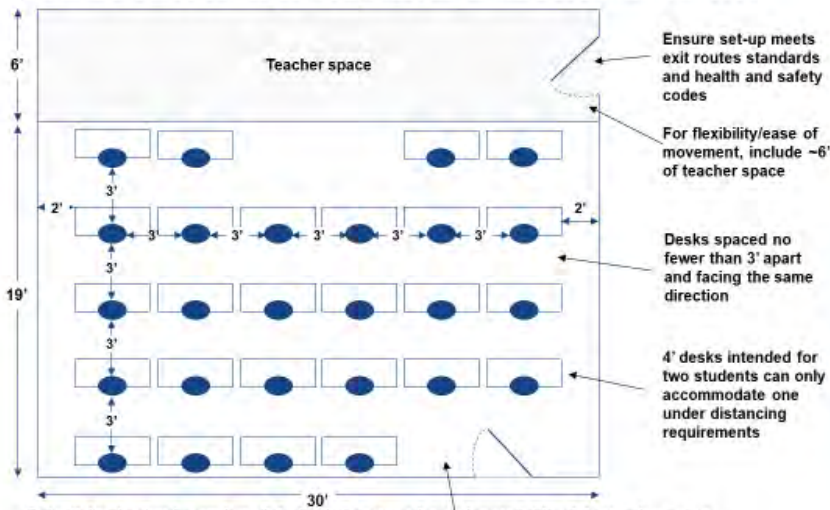 6'
Teacher space
Ensure set-up meets
exit routes standards
and health and safety
codes
For flexibility/ease of
movement, include ~6'
of teacher space
3'
2'
3' 3' 3' 3' 3'
2'
3'
Desks spaced no
fewer than 3' apart
and facing the same
direction
19'
3'
4' desks intended for
two students can only
accommodate one
under distancing
requirements
3'
30'